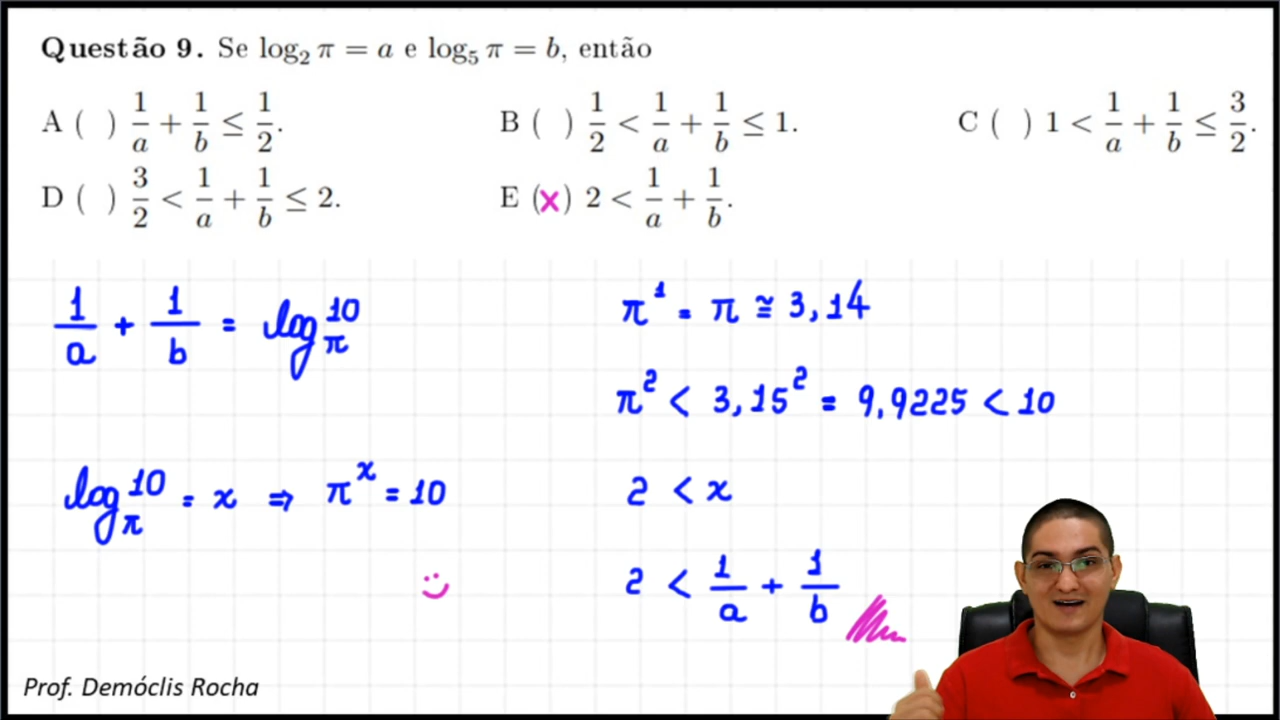 Questão 9. Se log₂ π = a e log₅ π = b, então
A ( ) 1/a + 1/b ≤ 1/2.
B ( ) 1/2 < 1/a + 1/b ≤ 1.
C ( ) 1 < 1/a + 1/b ≤ 3/2.
D ( ) 3/2 < 1/a + 1/b ≤ 2.
E (x) 2 < 1/a + 1/b.
1/a + 1/b = log_π 10
log_π 10 = x ⇒ π^x = 10
π¹ = π ≅ 3,14
π² < 3,15² = 9,9225 < 10
2 < x
2 < 1/a + 1/b
Prof. Demóclis Rocha